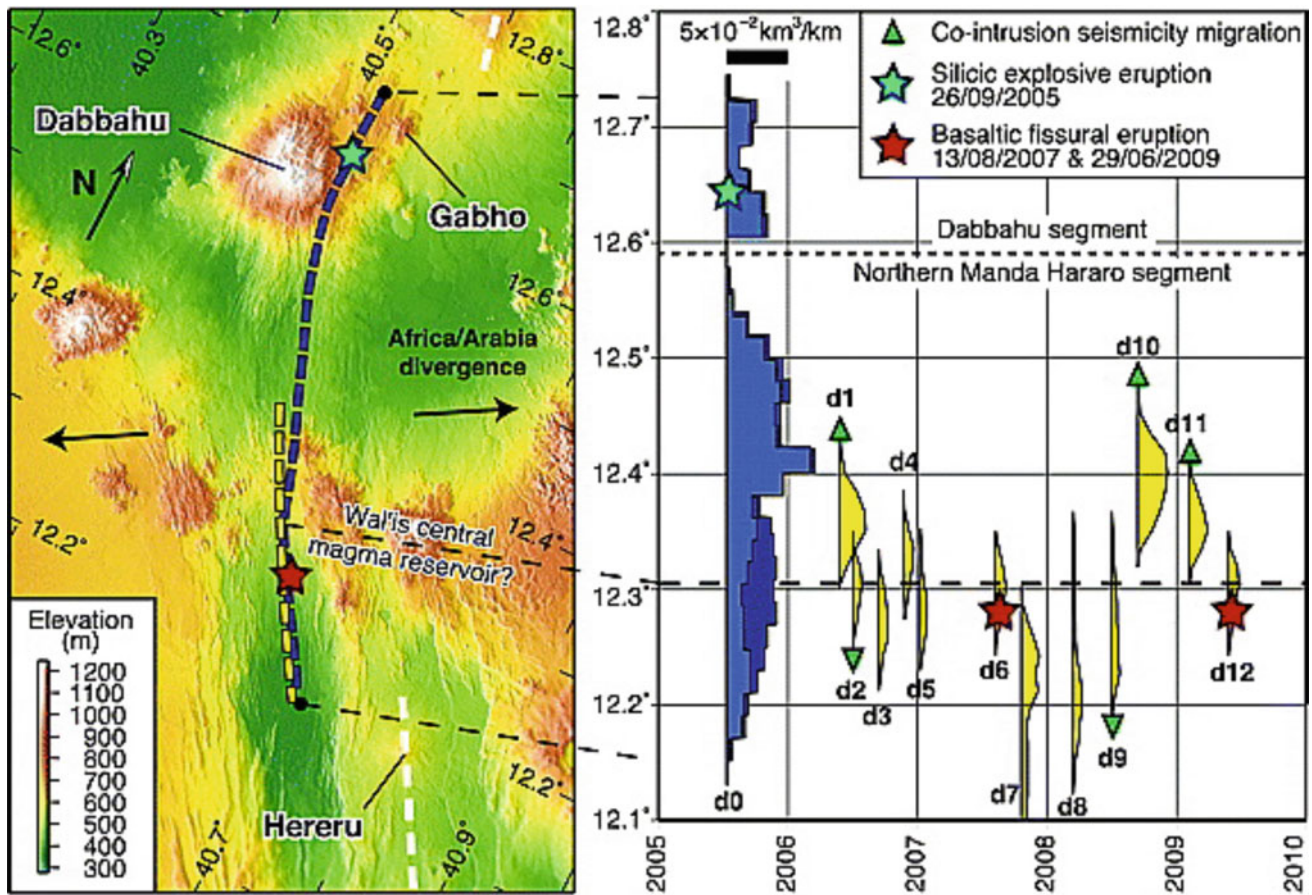 12.6°
40.3°
40.5°
12.8°
Dabbahu
N
Gabho
12.4°
12.6°
Africa/Arabia
divergence
12.2°
Wal'is central
magma reservoir?
12.4°
Elevation
(m)
1200
1100
1000
900
800
700
600
500
400
300
Hereru
12.2°
40.7°
40.9°
12.8°
12.7°
12.6°
12.5°
12.4°
12.3°
12.2°
12.1°
5×10⁻² km³/km
Co-intrusion seismicity migration
Silicic explosive eruption
26/09/2005
Basaltic fissural eruption
13/08/2007 & 29/06/2009
Dabbahu segment
Northern Manda Hararo segment
d10
d1
d11
d4
d2
d5
d6
d12
d3
d9
d7
d8
d0
2005
2006
2007
2008
2009
2010